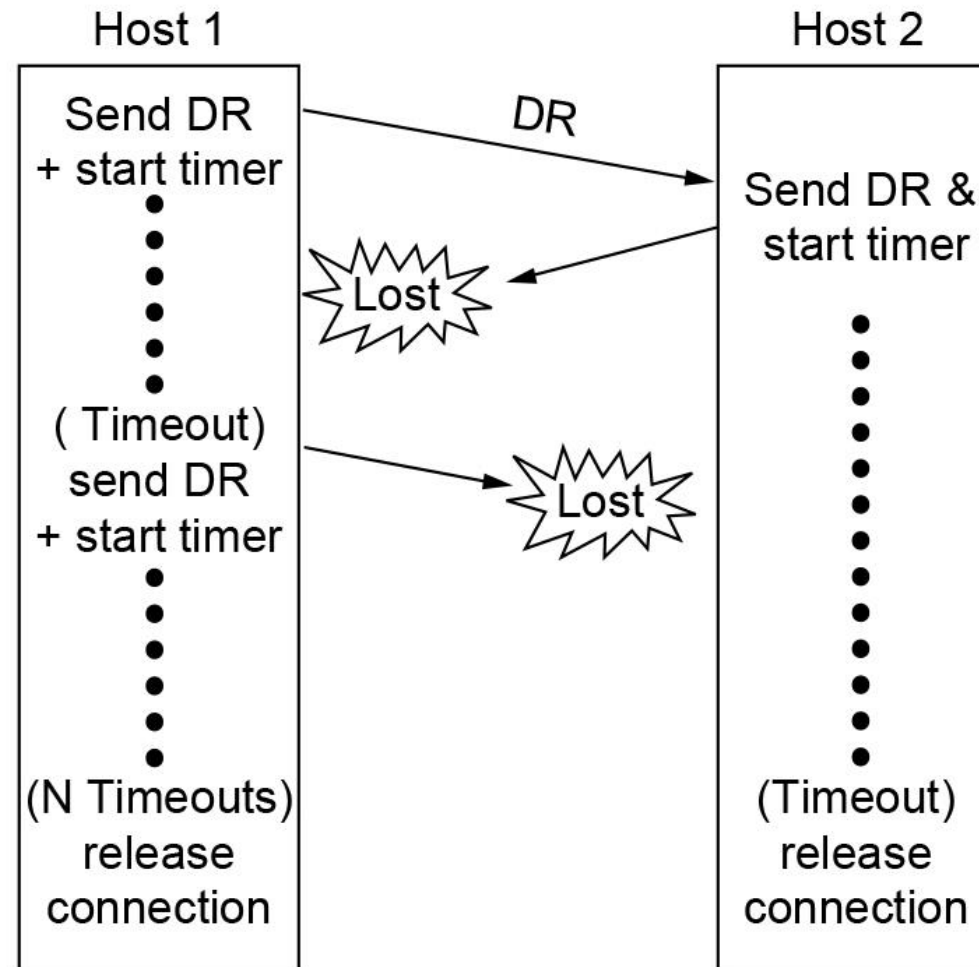 Host 1
Host 2
Send DR
+ start timer
DR
Send DR &
start timer
Lost
( Timeout)
send DR
+ start timer
Lost
(N Timeouts)
release
connection
(Timeout)
release
connection